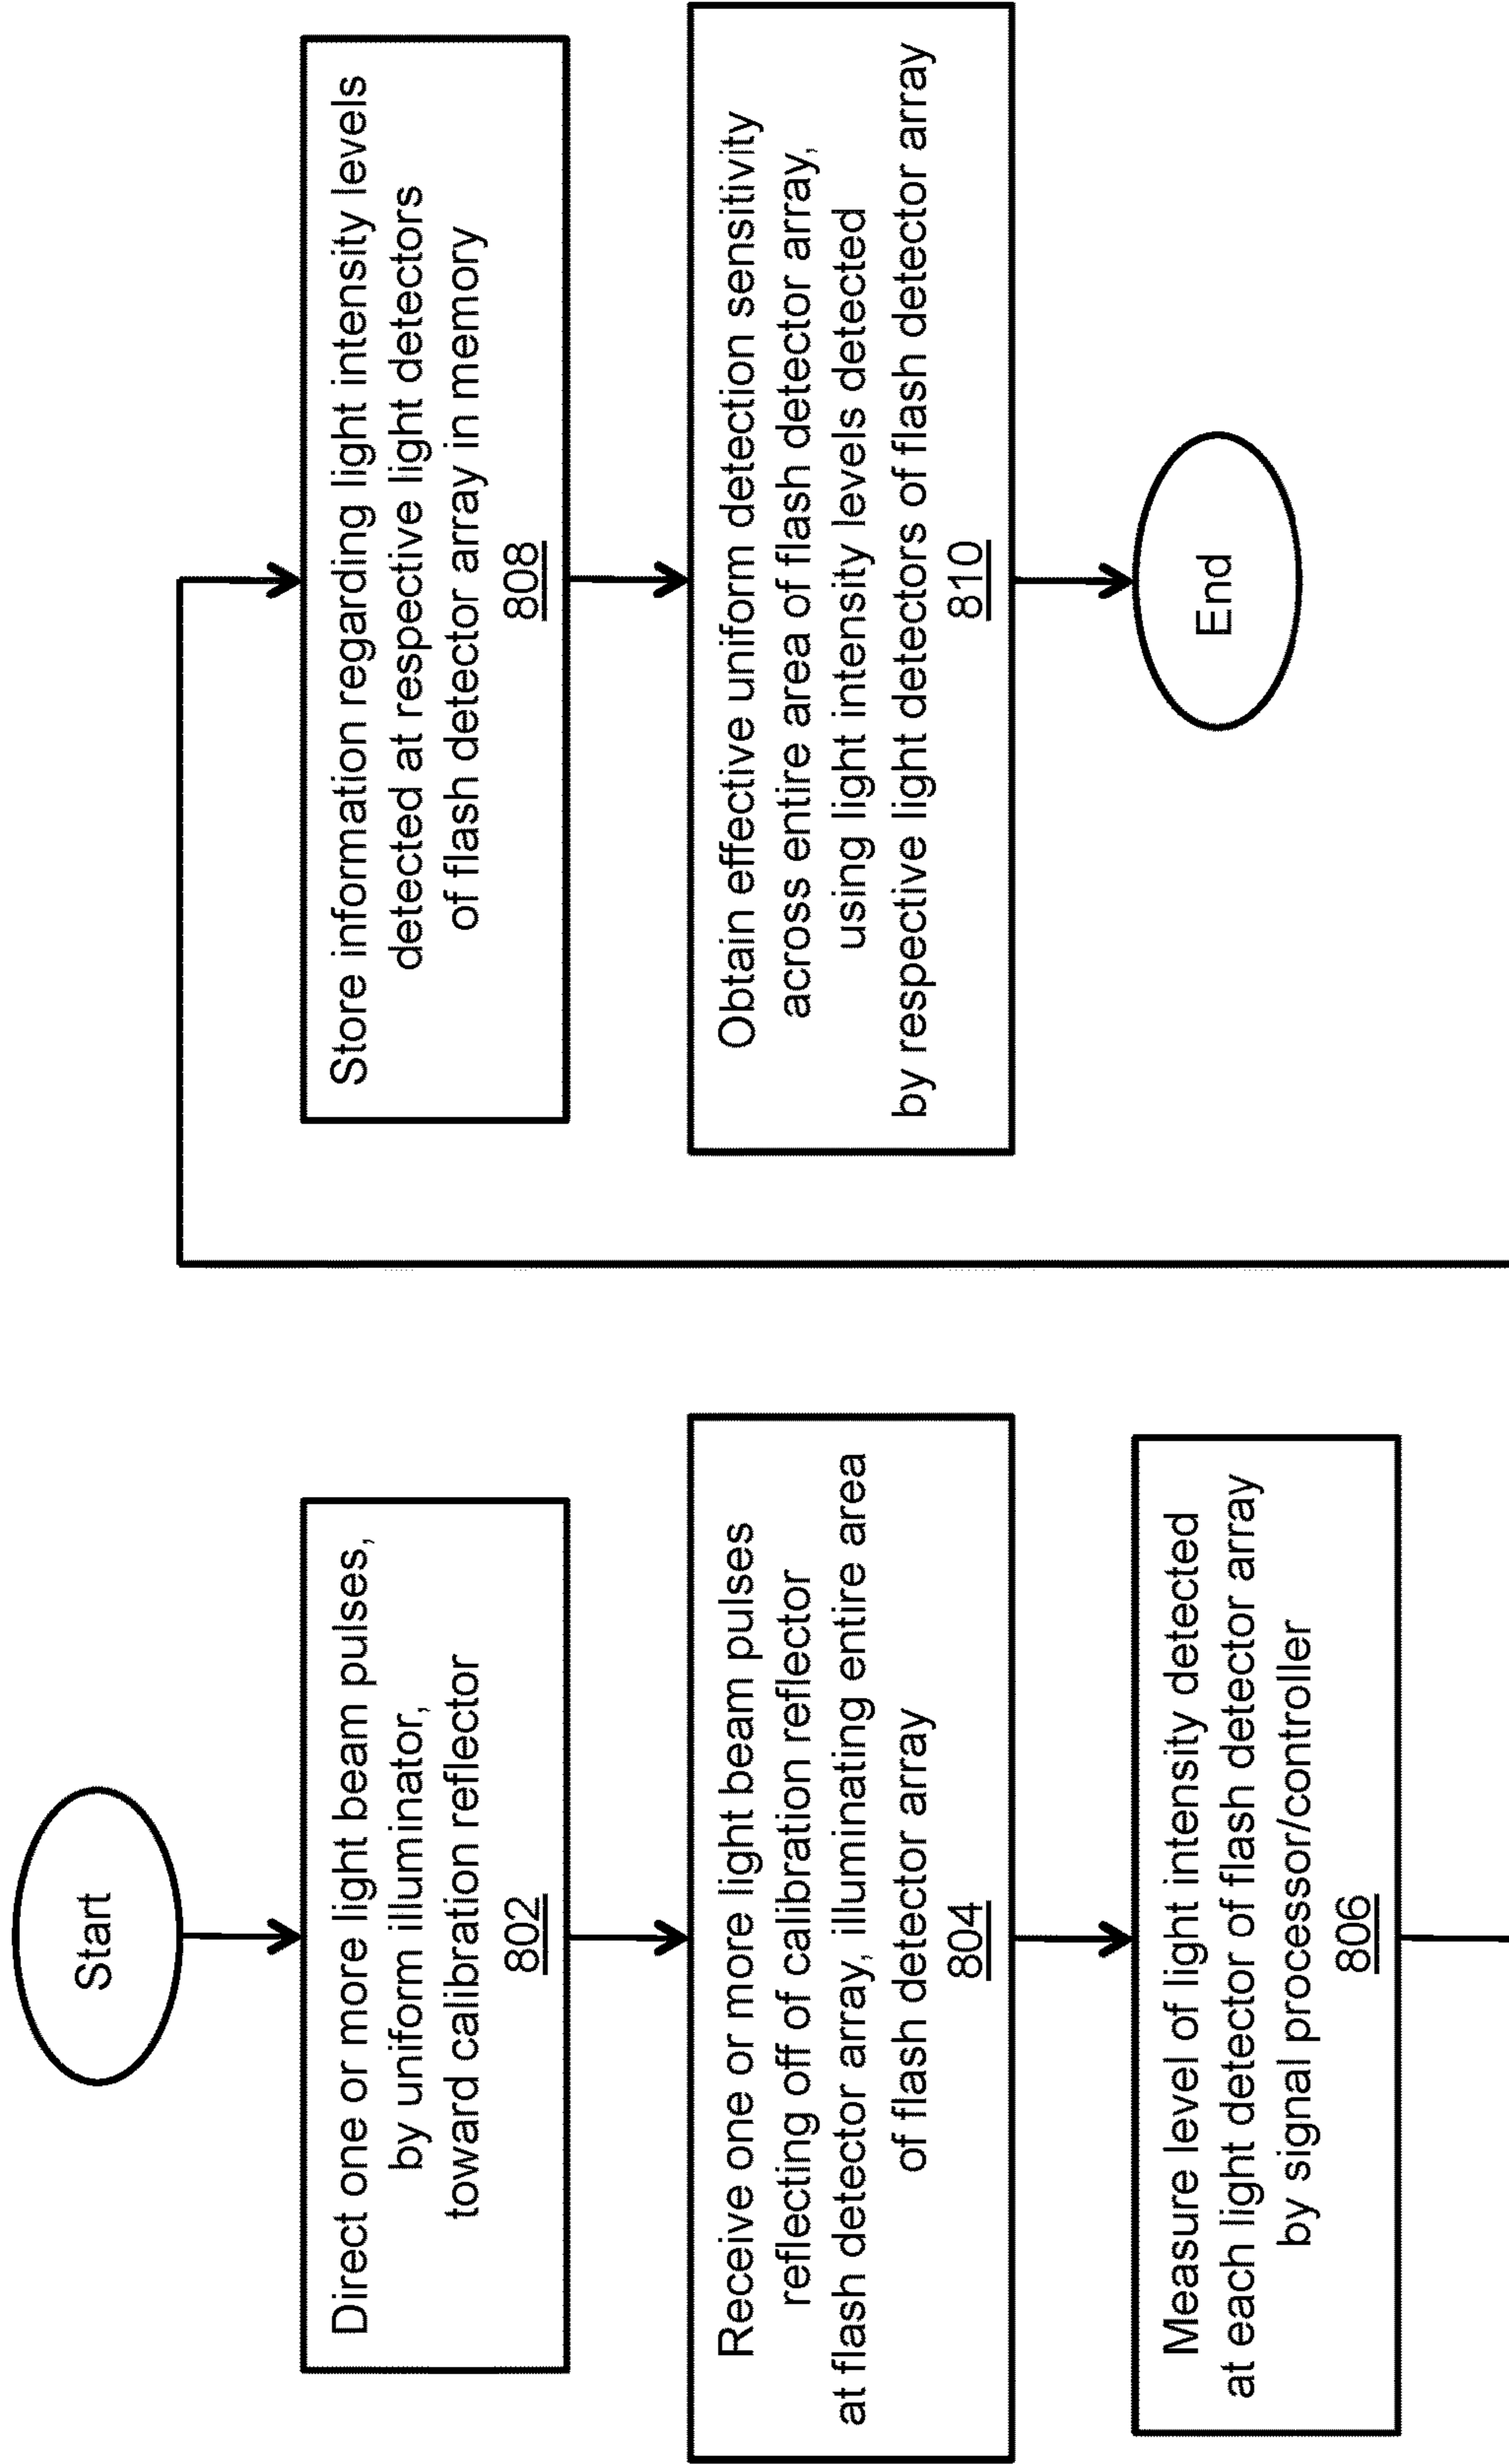 Start
Direct one or more light beam pulses,
by uniform illuminator,
toward calibration reflector
802
Receive one or more light beam pulses
reflecting off of calibration reflector
at flash detector array, illuminating entire area
of flash detector array
804
Measure level of light intensity detected
at each light detector of flash detector array
by signal processor/controller
806
Store information regarding light intensity levels
detected at respective light detectors
of flash detector array in memory
808
Obtain effective uniform detection sensitivity
across entire area of flash detector array,
using light intensity levels detected
by respective light detectors of flash detector array
810
End